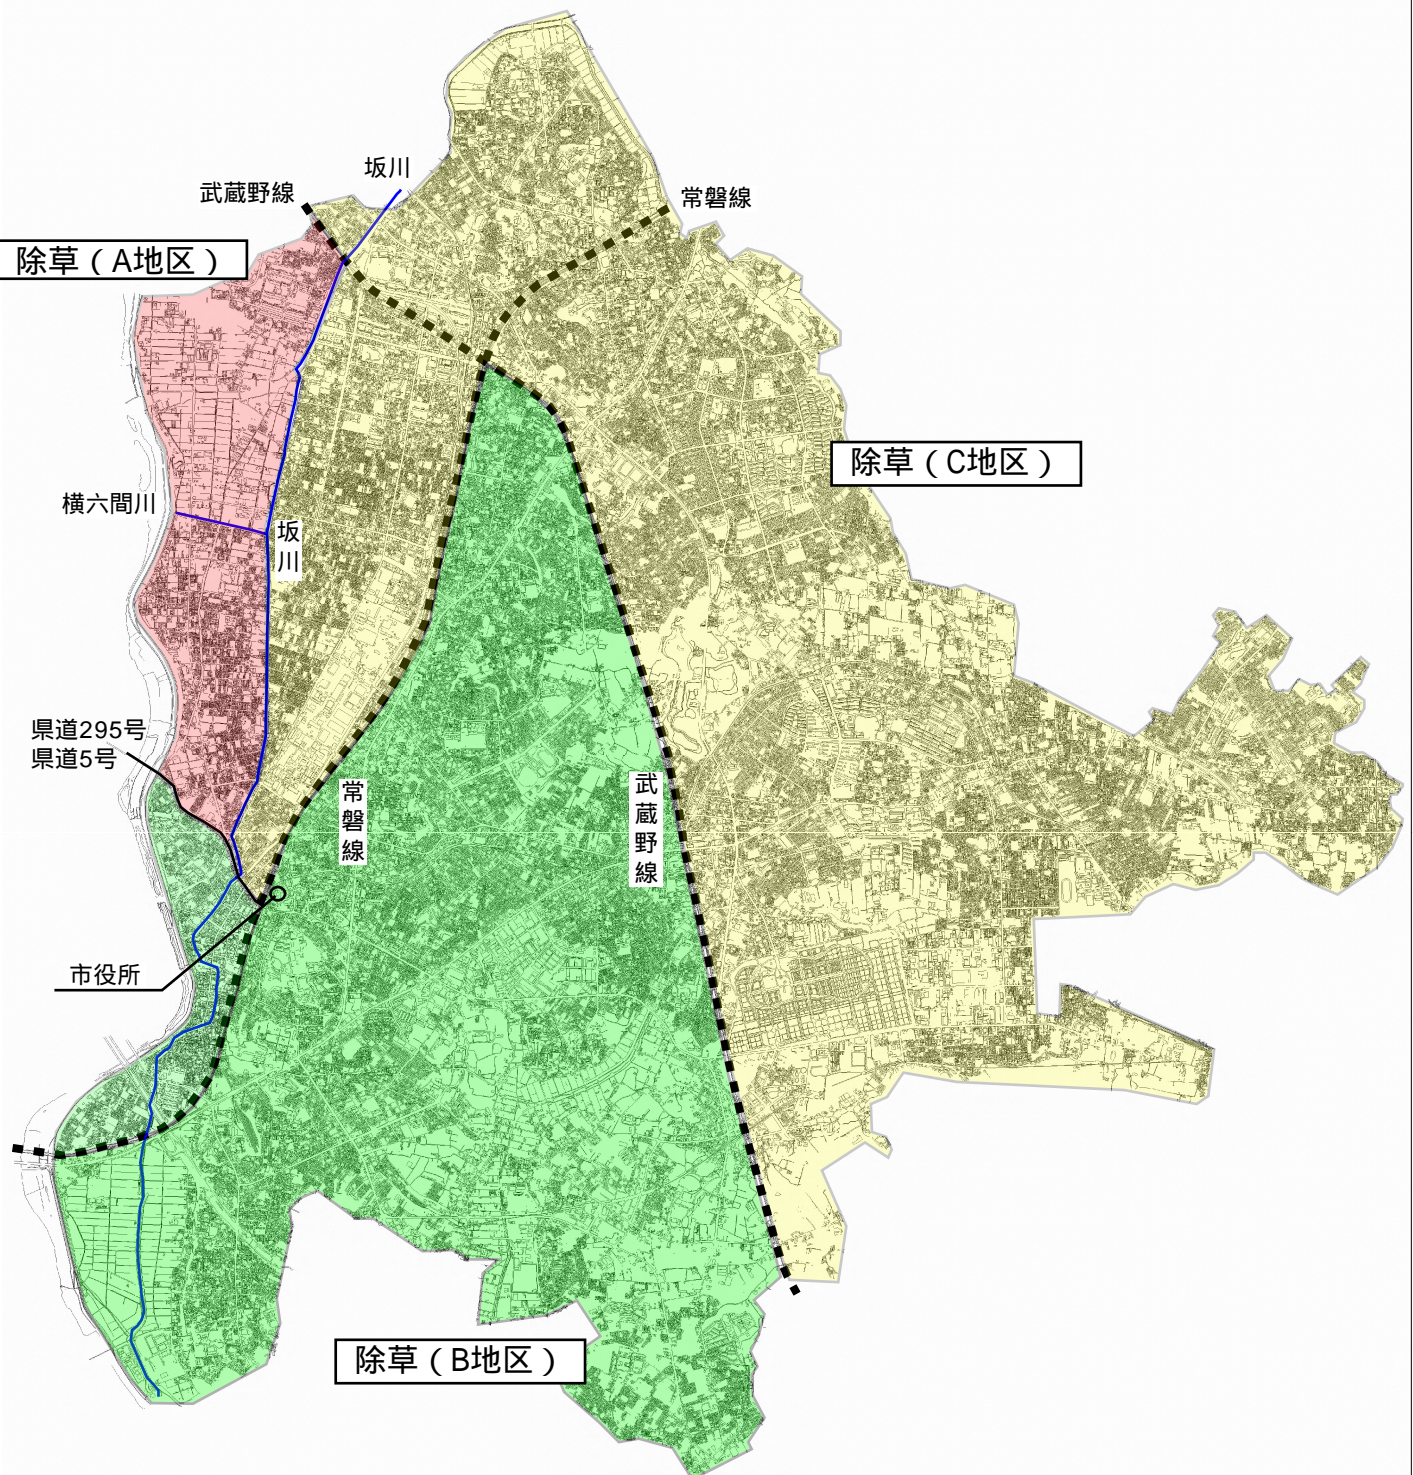 坂川
武蔵野線
常磐線
除草（A地区）
除草（C地区）
横六間川
坂川
県道295号
県道5号
常磐線
武蔵野線
市役所
除草（B地区）